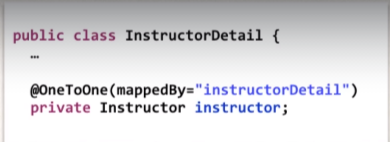 public class InstructorDetail {
…
@OneToOne(mappedBy="instructorDetail")
private Instructor instructor;